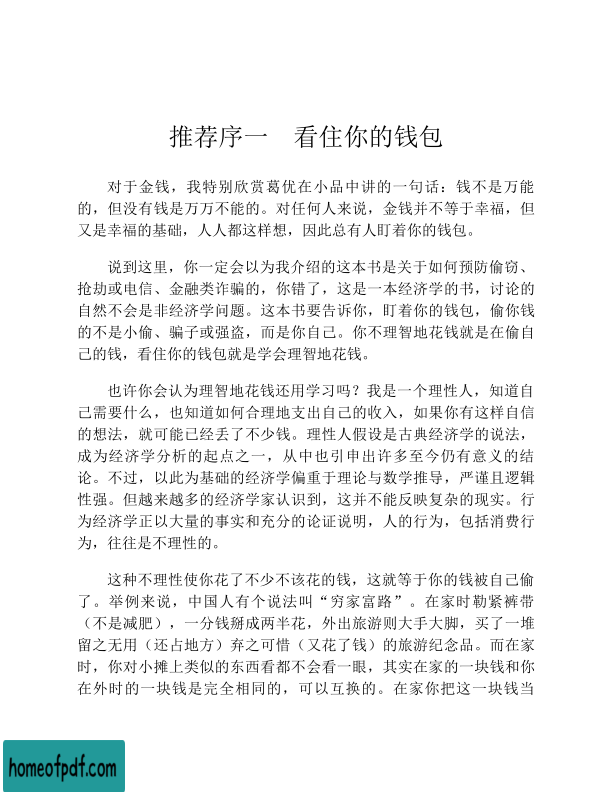 推荐序一　看住你的钱包
对于金钱，我特别欣赏葛优在小品中讲的一句话：钱不是万能
的，但没有钱是万万不能的。对任何人来说，金钱并不等于幸福，但
又是幸福的基础，人人都这样想，因此总有人盯着你的钱包。
说到这里，你一定会以为我介绍的这本书是关于如何预防偷窃、
抢劫或电信、金融类诈骗的，你错了，这是一本经济学的书，讨论的
自然不会是非经济学问题。这本书要告诉你，盯着你的钱包，偷你钱
的不是小偷、骗子或强盗，而是你自己。你不理智地花钱就是在偷自
己的钱，看住你的钱包就是学会理智地花钱。
也许你会认为理智地花钱还用学习吗？我是一个理性人，知道自
己需要什么，也知道如何合理地支出自己的收入，如果你有这样自信
的想法，就可能已经丢了不少钱。理性人假设是古典经济学的说法，
成为经济学分析的起点之一，从中也引申出许多至今仍有意义的结
论。不过，以此为基础的经济学偏重于理论与数学推导，严谨且逻辑
性强。但越来越多的经济学家认识到，这并不能反映复杂的现实。行
为经济学正以大量的事实和充分的论证说明，人的行为，包括消费行
为，往往是不理性的。
这种不理性使你花了不少不该花的钱，这就等于你的钱被自己偷
了。举例来说，中国人有个说法叫“穷家富路”。在家时勒紧裤带
（不是减肥），一分钱掰成两半花，外出旅游则大手大脚，买了一堆
留之无用（还占地方）弃之可惜（又花了钱）的旅游纪念品。而在家
时，你对小摊上类似的东西看都不会看一眼，其实在家的一块钱和你
在外时的一块钱是完全相同的，可以互换的。在家你把这一块钱当
homeofpdf.com